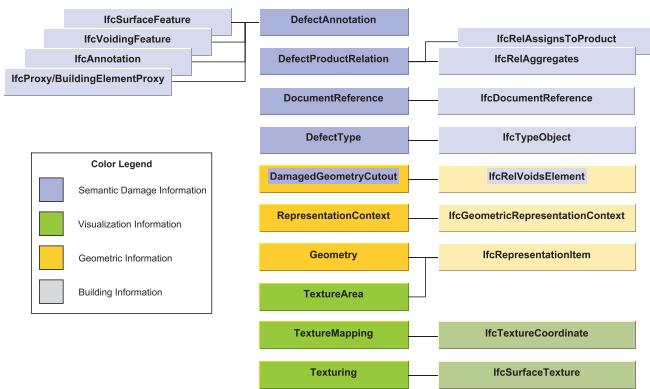 IfcSurfaceFeature
DefectAnnotation
IfcVoidingFeature
IfcRelAssignsToProduct
IfcAnnotation
DefectProductRelation
IfcRelAggregates
IfcProxy/BuildingElementProxy
DocumentReference
IfcDocumentReference
DefectType
IfcTypeObject
Color Legend
DamagedGeometryCutout
IfcRelVoidsElement
Semantic Damage Information
RepresentationContext
IfcGeometricRepresentationContext
Visualization Information
Geometry
IfcRepresentationItem
Geometric Information
Building Information
TextureArea
TextureMapping
IfcTextureCoordinate
Texturing
IfcSurfaceTexture